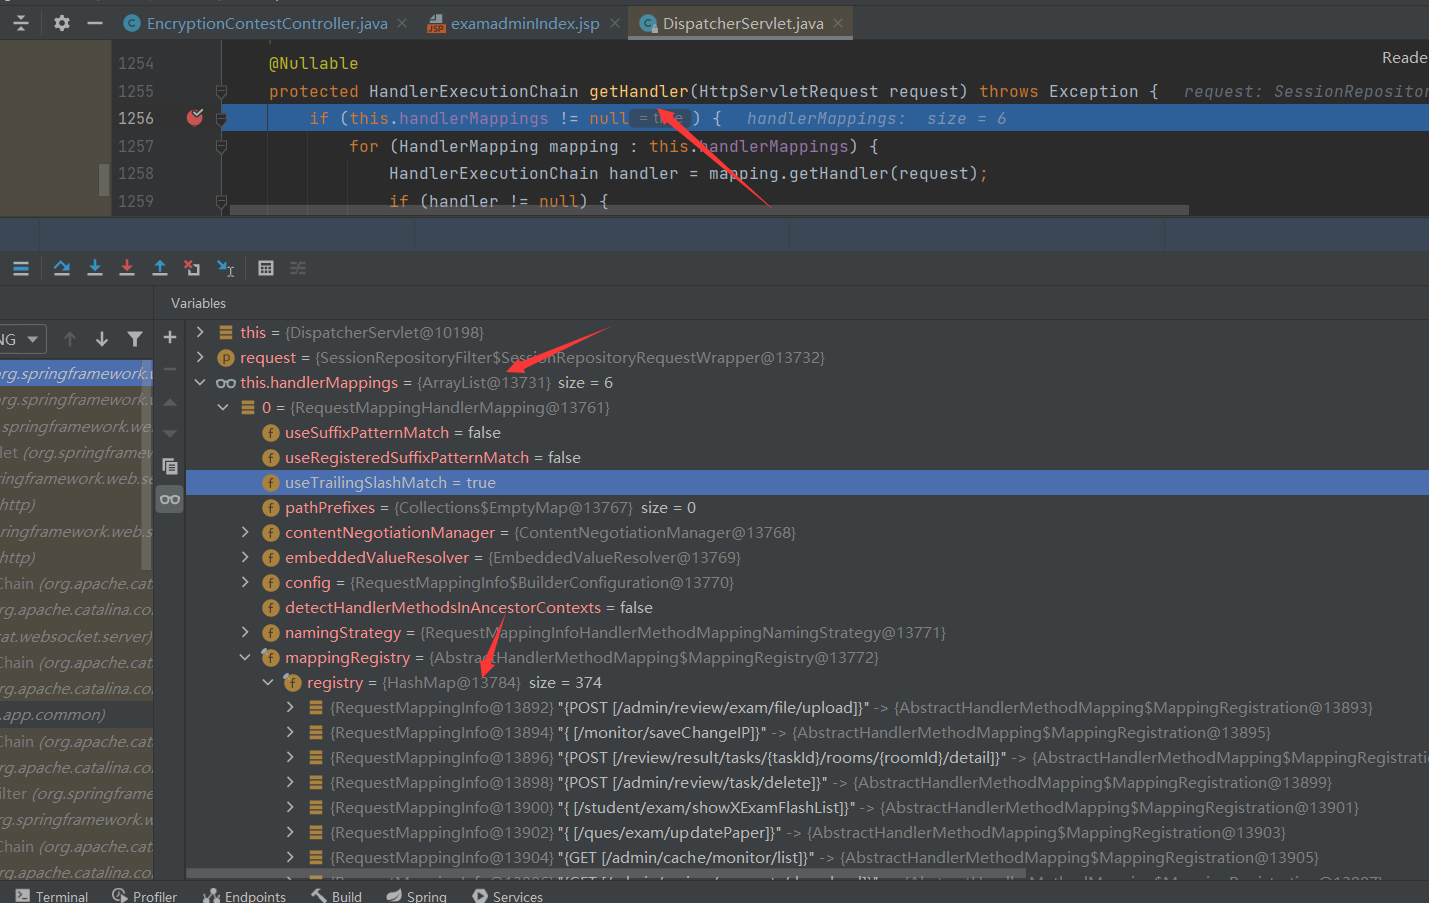 EncryptionContestController.java
examadminIndex.jsp
DispatcherServlet.java
1254 @Nullable
Reade
1255 protected HandlerExecutionChain getHandler(HttpServletRequest request) throws Exception { request: SessionRepositor
1256 if (this.handlerMappings != null ) { handlerMappings: size = 6
1257 for (HandlerMapping mapping : this.handlerMappings) {
1258 HandlerExecutionChain handler = mapping.getHandler(request);
1259 if (handler != null) {
Variables
NG
this = {DispatcherServlet@10198}
request = {SessionRepositoryFilter$SessionRepositoryRequestWrapper@13732}
org.springframework.w
this.handlerMappings = {ArrayList@13731} size = 6
org.springframework.w
0 = {RequestMappingHandlerMapping@13761}
.springframework.we
useSuffixPatternMatch = false
let (org.springframew
useRegisteredSuffixPatternMatch = false
ringframework.web.se
useTrailingSlashMatch = true
http)
pathPrefixes = {Collections$EmptyMap@13767} size = 0
ringframework.web.s
contentNegotiationManager = {ContentNegotiationManager@13768}
http)
embeddedValueResolver = {EmbeddedValueResolver@13769}
Chain (org.apache.cata
config = {RequestMappingInfo$BuilderConfiguration@13770}
rg.apache.catalina.co
detectHandlerMethodsInAncestorContexts = false
cat.websocket.server)
namingStrategy = {RequestMappingInfoHandlerMethodMappingNamingStrategy@13771}
Chain (org.apache.cata
mappingRegistry = {AbstractHandlerMethodMapping$MappingRegistry@13772}
rg.apache.catalina.co
registry = {HashMap@13784} size = 374
.app.common)
{RequestMappingInfo@13892} "{POST [/admin/review/exam/file/upload]}" -> {AbstractHandlerMethodMapping$MappingRegistration@13893}
Chain (org.apache.cata
{RequestMappingInfo@13894} "{ [/monitor/saveChangeIP]}" -> {AbstractHandlerMethodMapping$MappingRegistration@13895}
rg.apache.catalina.co
{RequestMappingInfo@13896} "{POST [/review/result/tasks/{taskId}/rooms/{roomId}/detail]}" -> {AbstractHandlerMethodMapping$MappingRegistratio
ilter (org.springframe
{RequestMappingInfo@13898} "{POST [/admin/review/task/delete]}" -> {AbstractHandlerMethodMapping$MappingRegistration@13899}
rg.springframework.w
{RequestMappingInfo@13900} "{ [/student/exam/showXExamFlashList]}" -> {AbstractHandlerMethodMapping$MappingRegistration@13901}
Chain (org.apache.cata
{RequestMappingInfo@13902} "{ [/ques/exam/updatePaper]}" -> {AbstractHandlerMethodMapping$MappingRegistration@13903}
rg.apache.catalina.co
{RequestMappingInfo@13904} "{GET [/admin/cache/monitor/list]}" -> {AbstractHandlerMethodMapping$MappingRegistration@13905}
Terminal
Profiler
Endpoints
Build
Spring
Services